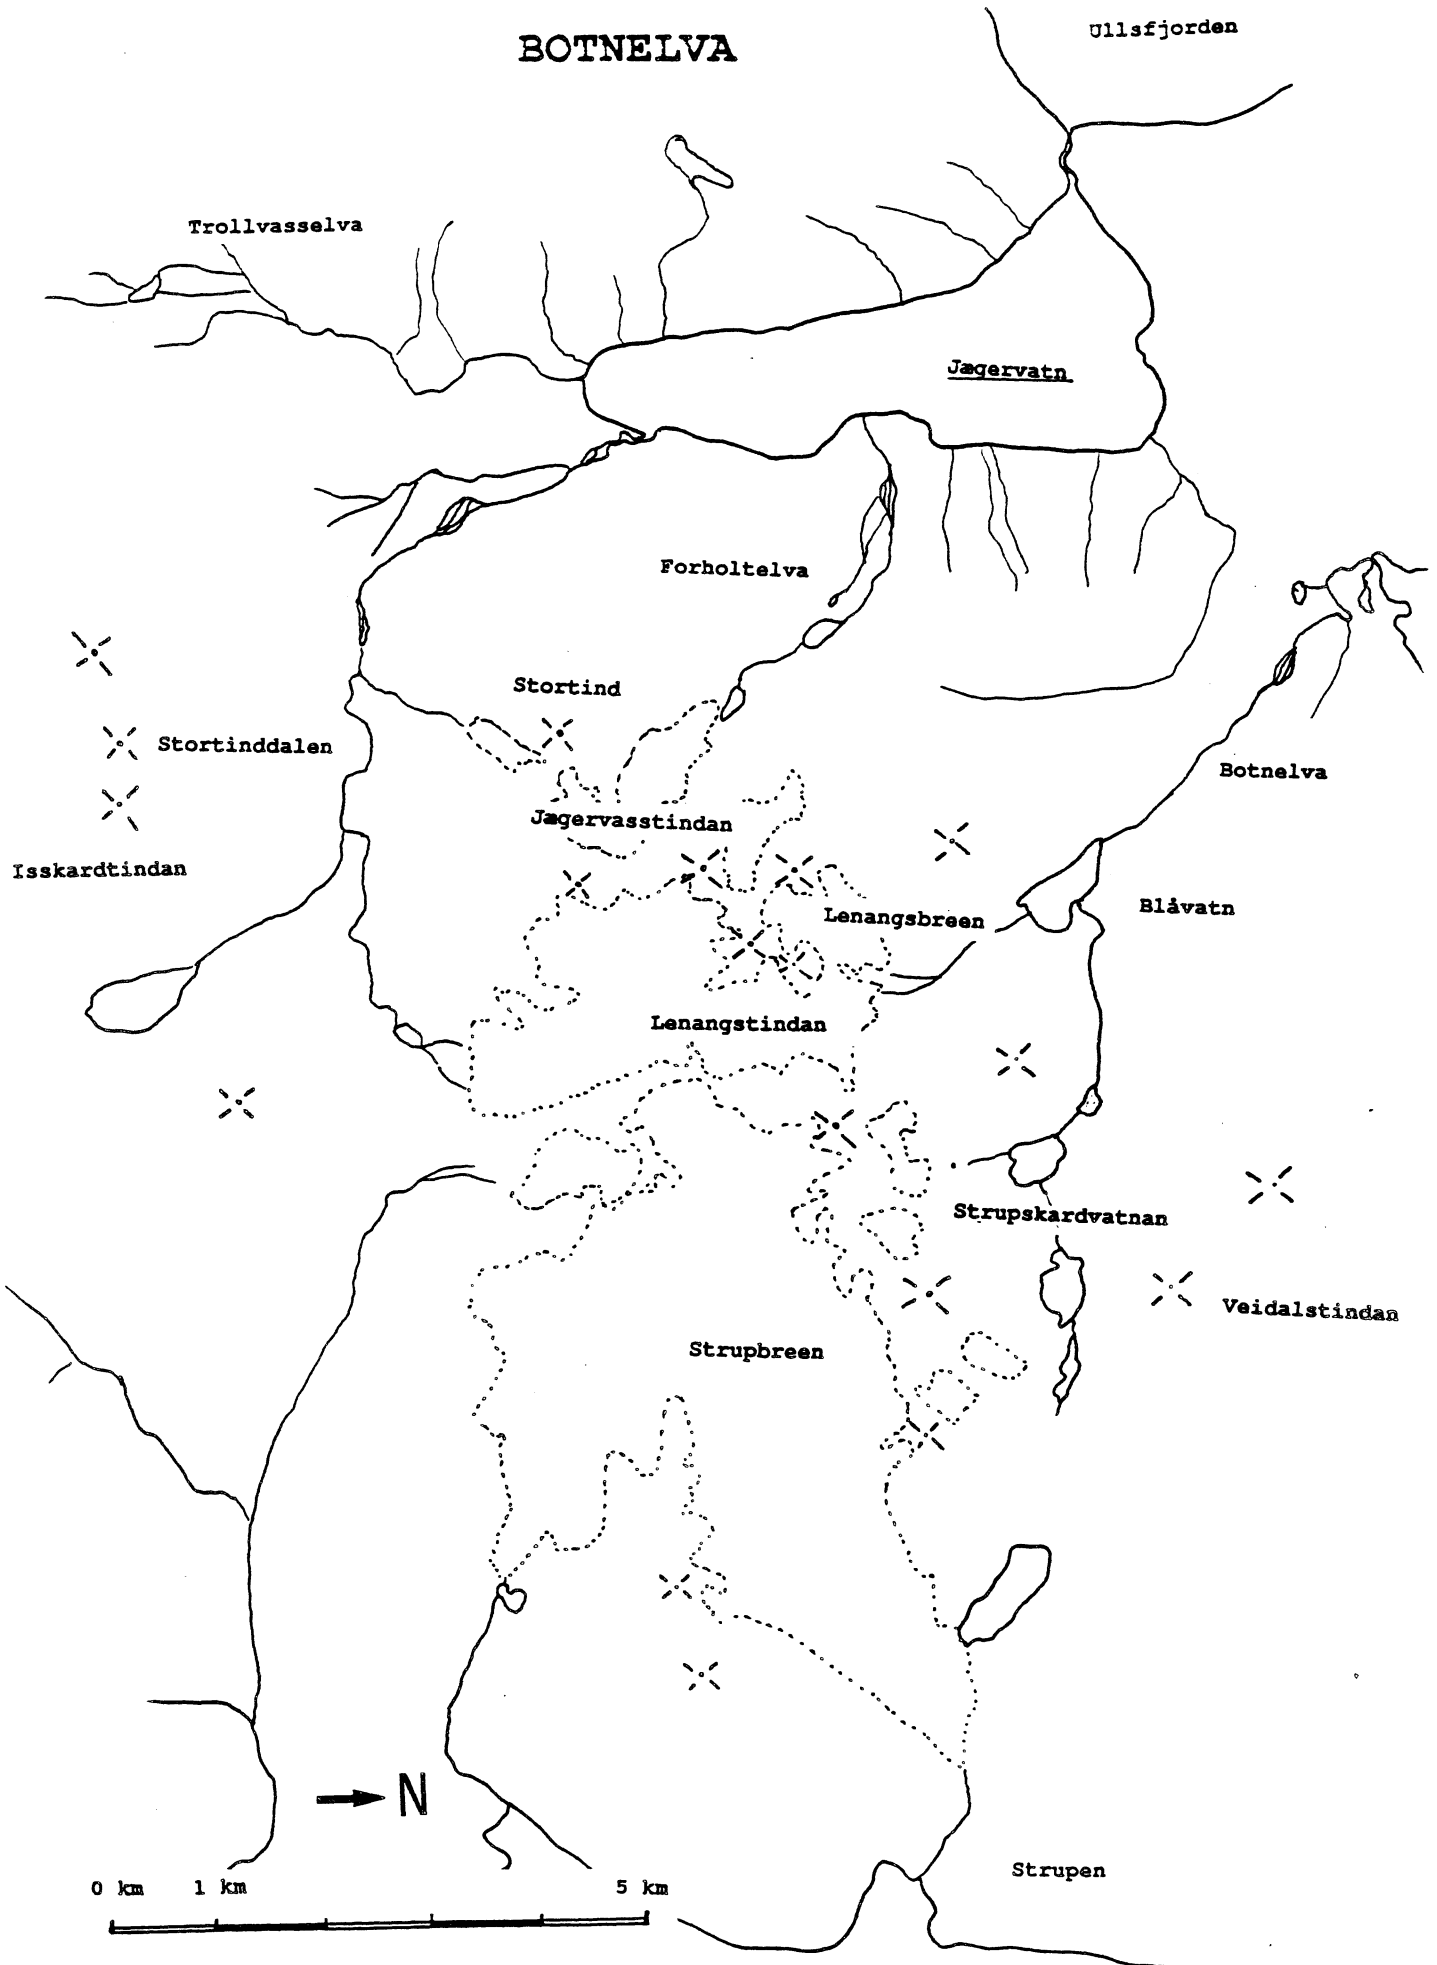 Ullsfjorden
BOTNELVA
Trollvasselva
Jægervatn
Forholtelva
Stortind
Stortinddalen
Botnelva
Jægervasstindan
Isskardtindan
Blåvatn
Lenangsbreen
Lenangstindan
Strupskardvatnan
Veidalstindan
Strupbreen
N
Strupen
0 km 1 km 5 km